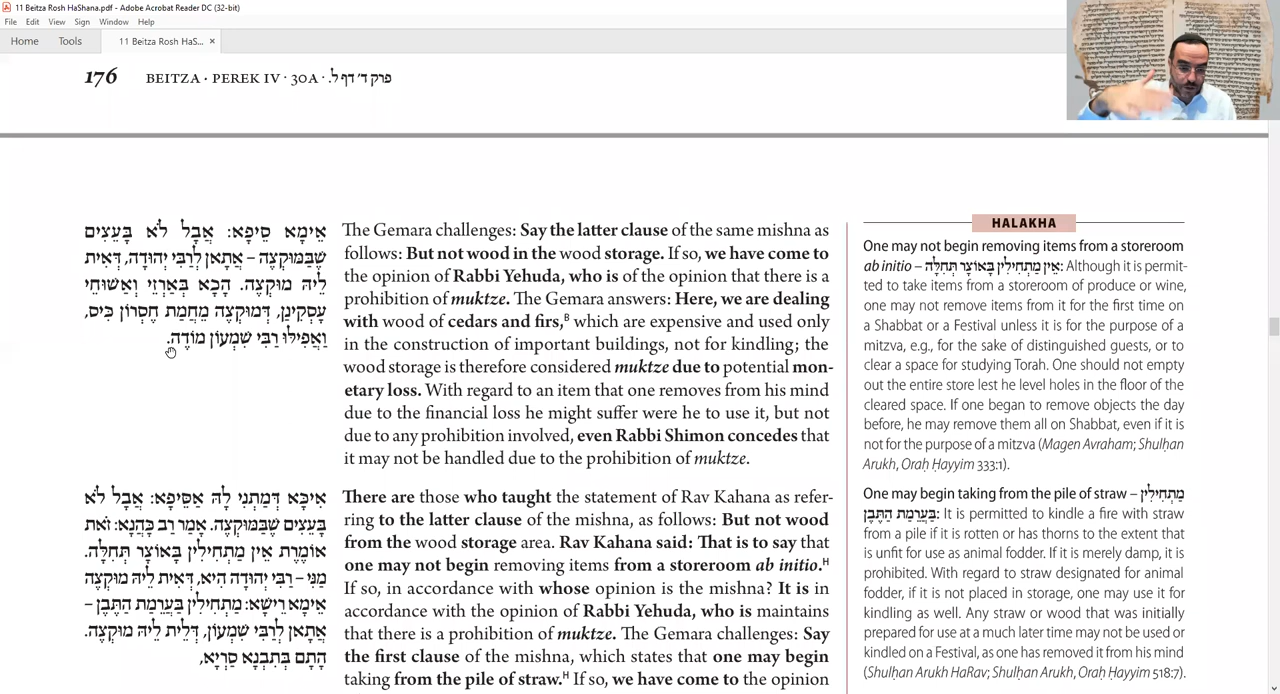 11 Beitza Rosh HaShana.pdf - Adobe Acrobat Reader DC (32-bit)
File Edit View Sign Window Help
Home Tools 11 Beitza Rosh HaS... ×
176 BEITZA · PEREK IV · 30A · פרק ד׳ דף ל.
אֵימָא סֵיפָא: אֲבָל לֹא בָּעֵצִים
שֶׁבַּמּוּקְצֶה – אֲתָאן לְרַבִּי יְהוּדָה, דְּאִית
לֵיהּ מוּקְצֶה. הָכָא בְּאַרְזֵי וְאַשּׁוּחֵי
עָסְקִינַן, דְּמוּקְצֶה מֵחֲמַת חֶסְרוֹן כִּיס,
וַאֲפִילּוּ רַבִּי שִׁמְעוֹן מוֹדֶה.
The Gemara challenges: Say the latter clause of the same mishna as
follows: But not wood in the wood storage. If so, we have come to
the opinion of Rabbi Yehuda, who is of the opinion that there is a
prohibition of muktze. The Gemara answers: Here, we are dealing
with wood of cedars and firs,ᴮ which are expensive and used only
in the construction of important buildings, not for kindling; the
wood storage is therefore considered muktze due to potential mon-
etary loss. With regard to an item that one removes from his mind
due to the financial loss he might suffer were he to use it, but not
due to any prohibition involved, even Rabbi Shimon concedes that
it may not be handled due to the prohibition of muktze.
אִיכָּא דְּמַתְנֵי לַהּ אַסֵּיפָא: אֲבָל לֹא
בָּעֵצִים שֶׁבַּמּוּקְצֶה. אָמַר רַב כָּהֲנָא: זֹאת
אוֹמֶרֶת אֵין מַתְחִילִין בָּאוֹצָר תְּחִלָּה.
מַנִּי – רַבִּי יְהוּדָה הִיא, דְּאִית לֵיהּ מוּקְצֶה
אֵימָא רֵישָׁא: מַתְחִילִין בַּעֲרֵמַת הַתֶּבֶן –
אֲתָאן לְרַבִּי שִׁמְעוֹן, דְּלֵית לֵיהּ מוּקְצֶה.
הָתָם בְּתִבְנָא סַרְיָא,
There are those who taught the statement of Rav Kahana as refer-
ring to the latter clause of the mishna, as follows: But not wood
from the wood storage area. Rav Kahana said: That is to say that
one may not begin removing items from a storeroom ab initio.ᴴ
If so, in accordance with whose opinion is the mishna? It is in
accordance with the opinion of Rabbi Yehuda, who is maintains
that there is a prohibition of muktze. The Gemara challenges: Say
the first clause of the mishna, which states that one may begin
taking from the pile of straw.ᴴ If so, we have come to the opinion
HALAKHA
One may not begin removing items from a storeroom
ab initio – אֵין מַתְחִילִין בָּאוֹצָר תְּחִלָּה: Although it is permit-
ted to take items from a storeroom of produce or wine,
one may not remove items from it for the first time on
a Shabbat or a Festival unless it is for the purpose of a
mitzva, e.g., for the sake of distinguished guests, or to
clear a space for studying Torah. One should not empty
out the entire store lest he level holes in the floor of the
cleared space. If one began to remove objects the day
before, he may remove them all on Shabbat, even if it is
not for the purpose of a mitzva (Magen Avraham; Shulḥan
Arukh, Oraḥ Ḥayyim 333:1).
One may begin taking from the pile of straw – מַתְחִילִין
בַּעֲרֵמַת הַתֶּבֶן: It is permitted to kindle a fire with straw
from a pile if it is rotten or has thorns to the extent that
is unfit for use as animal fodder. If it is merely damp, it is
prohibited. With regard to straw designated for animal
fodder, if it is not placed in storage, one may use it for
kindling as well. Any straw or wood that was initially
prepared for use at a much later time may not be used or
kindled on a Festival, as one has removed it from his mind
(Shulḥan Arukh HaRav; Shulḥan Arukh, Oraḥ Ḥayyim 518:7).